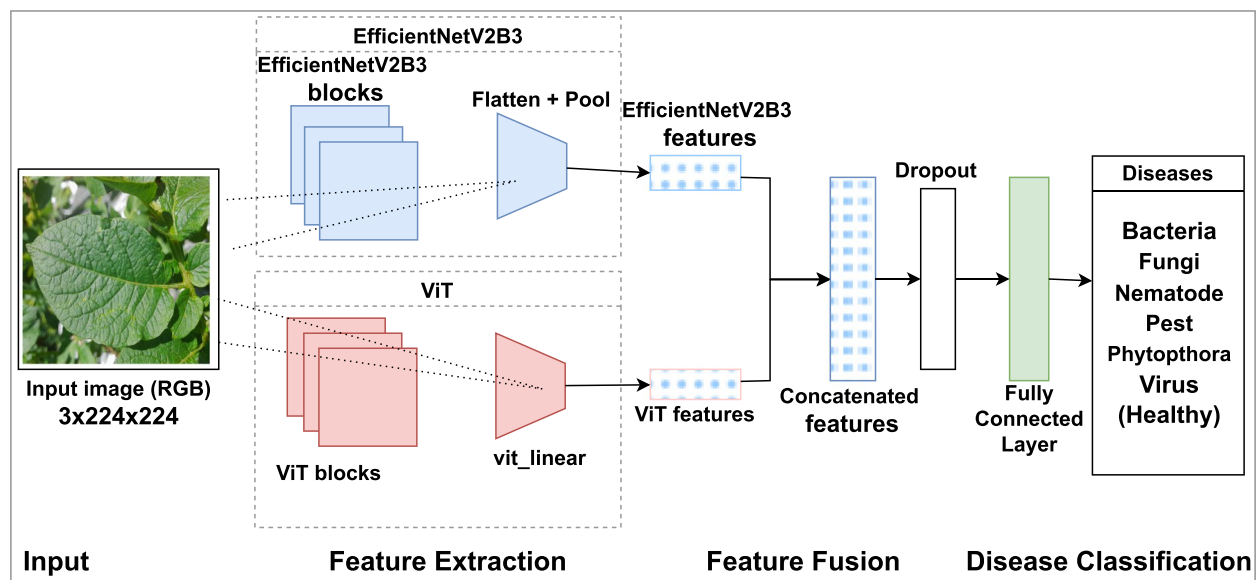 EfficientNetV2B3
EfficientNetV2B3
blocks
Flatten + Pool
EfficientNetV2B3
features
Input image (RGB)
3x224x224
ViT
ViT blocks
vit_linear
ViT features
Concatenated
features
Dropout
Fully
Connected
Layer
Diseases
Bacteria
Fungi
Nematode
Pest
Phytopthora
Virus
(Healthy)
Input
Feature Extraction
Feature Fusion
Disease Classification